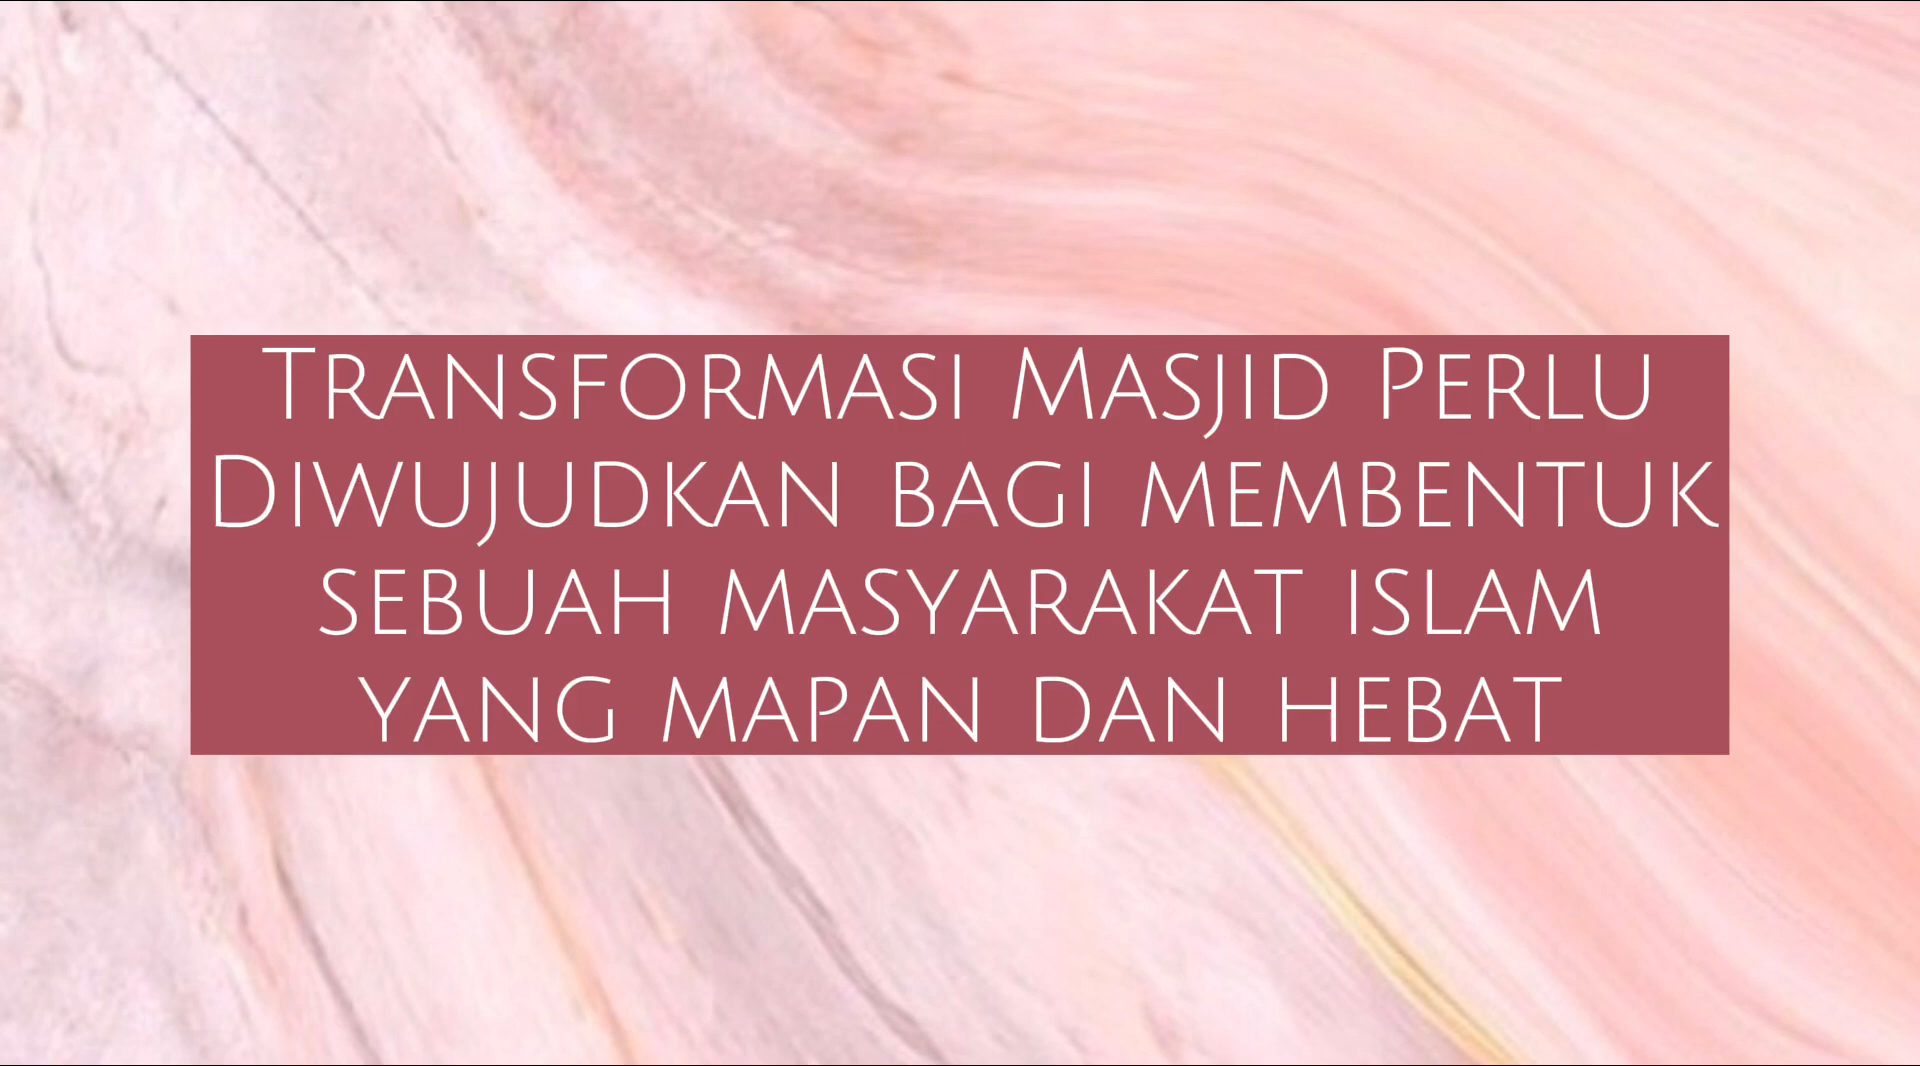 Transformasi Masjid Perlu
Diwujudkan bagi membentuk
sebuah masyarakat islam
yang mapan dan hebat